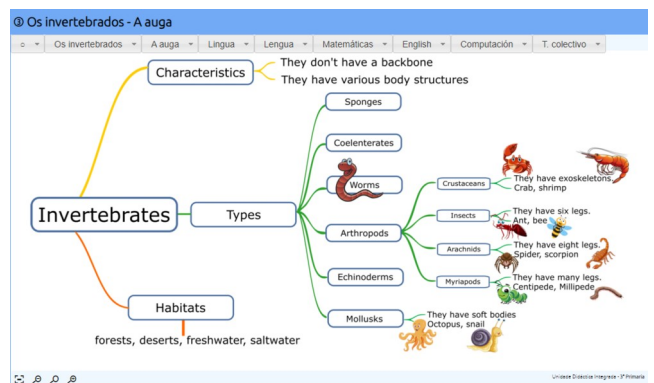 ③ Os invertebrados - A auga
Os invertebrados
A auga
Lingua
Lengua
Matemáticas
English
Computación
T. colectivo
Invertebrates
Characteristics
They don't have a backbone
They have various body structures
Types
Sponges
Coelenterates
Worms
Arthropods
Crustaceans
They have exoskeletons.
Crab, shrimp
Insects
They have six legs.
Ant, bee
Arachnids
They have eight legs.
Spider, scorpion
Myriapods
They have many legs.
Centipede, Millipede
Echinoderms
Mollusks
They have soft bodies
Octopus, snail
Habitats
forests, deserts, freshwater, saltwater
Unidade Didáctica Integrada - 3º Primaria